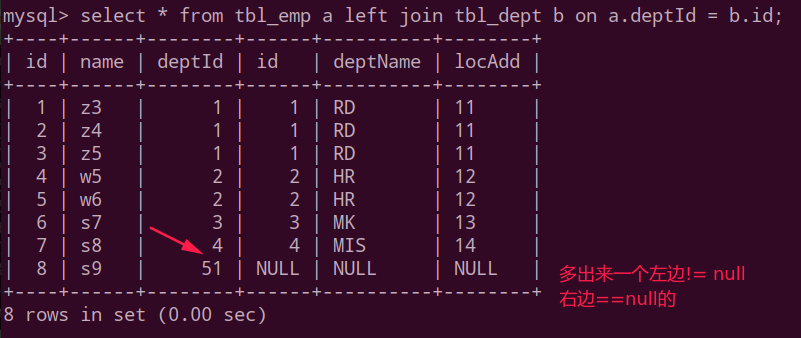 mysql> select * from tbl_emp a left join tbl_dept b on a.deptId = b.id;
+----+------+--------+------+----------+--------+
| id | name | deptId | id   | deptName | locAdd |
+----+------+--------+------+----------+--------+
|  1 | z3   |      1 |    1 | RD       | 11     |
|  2 | z4   |      1 |    1 | RD       | 11     |
|  3 | z5   |      1 |    1 | RD       | 11     |
|  4 | w5   |      2 |    2 | HR       | 12     |
|  5 | w6   |      2 |    2 | HR       | 12     |
|  6 | s7   |      3 |    3 | MK       | 13     |
|  7 | s8   |      4 |    4 | MIS      | 14     |
|  8 | s9   |     51 | NULL | NULL     | NULL   |
+----+------+--------+------+----------+--------+
8 rows in set (0.00 sec)
多出来一个左边!= null
右边==null的